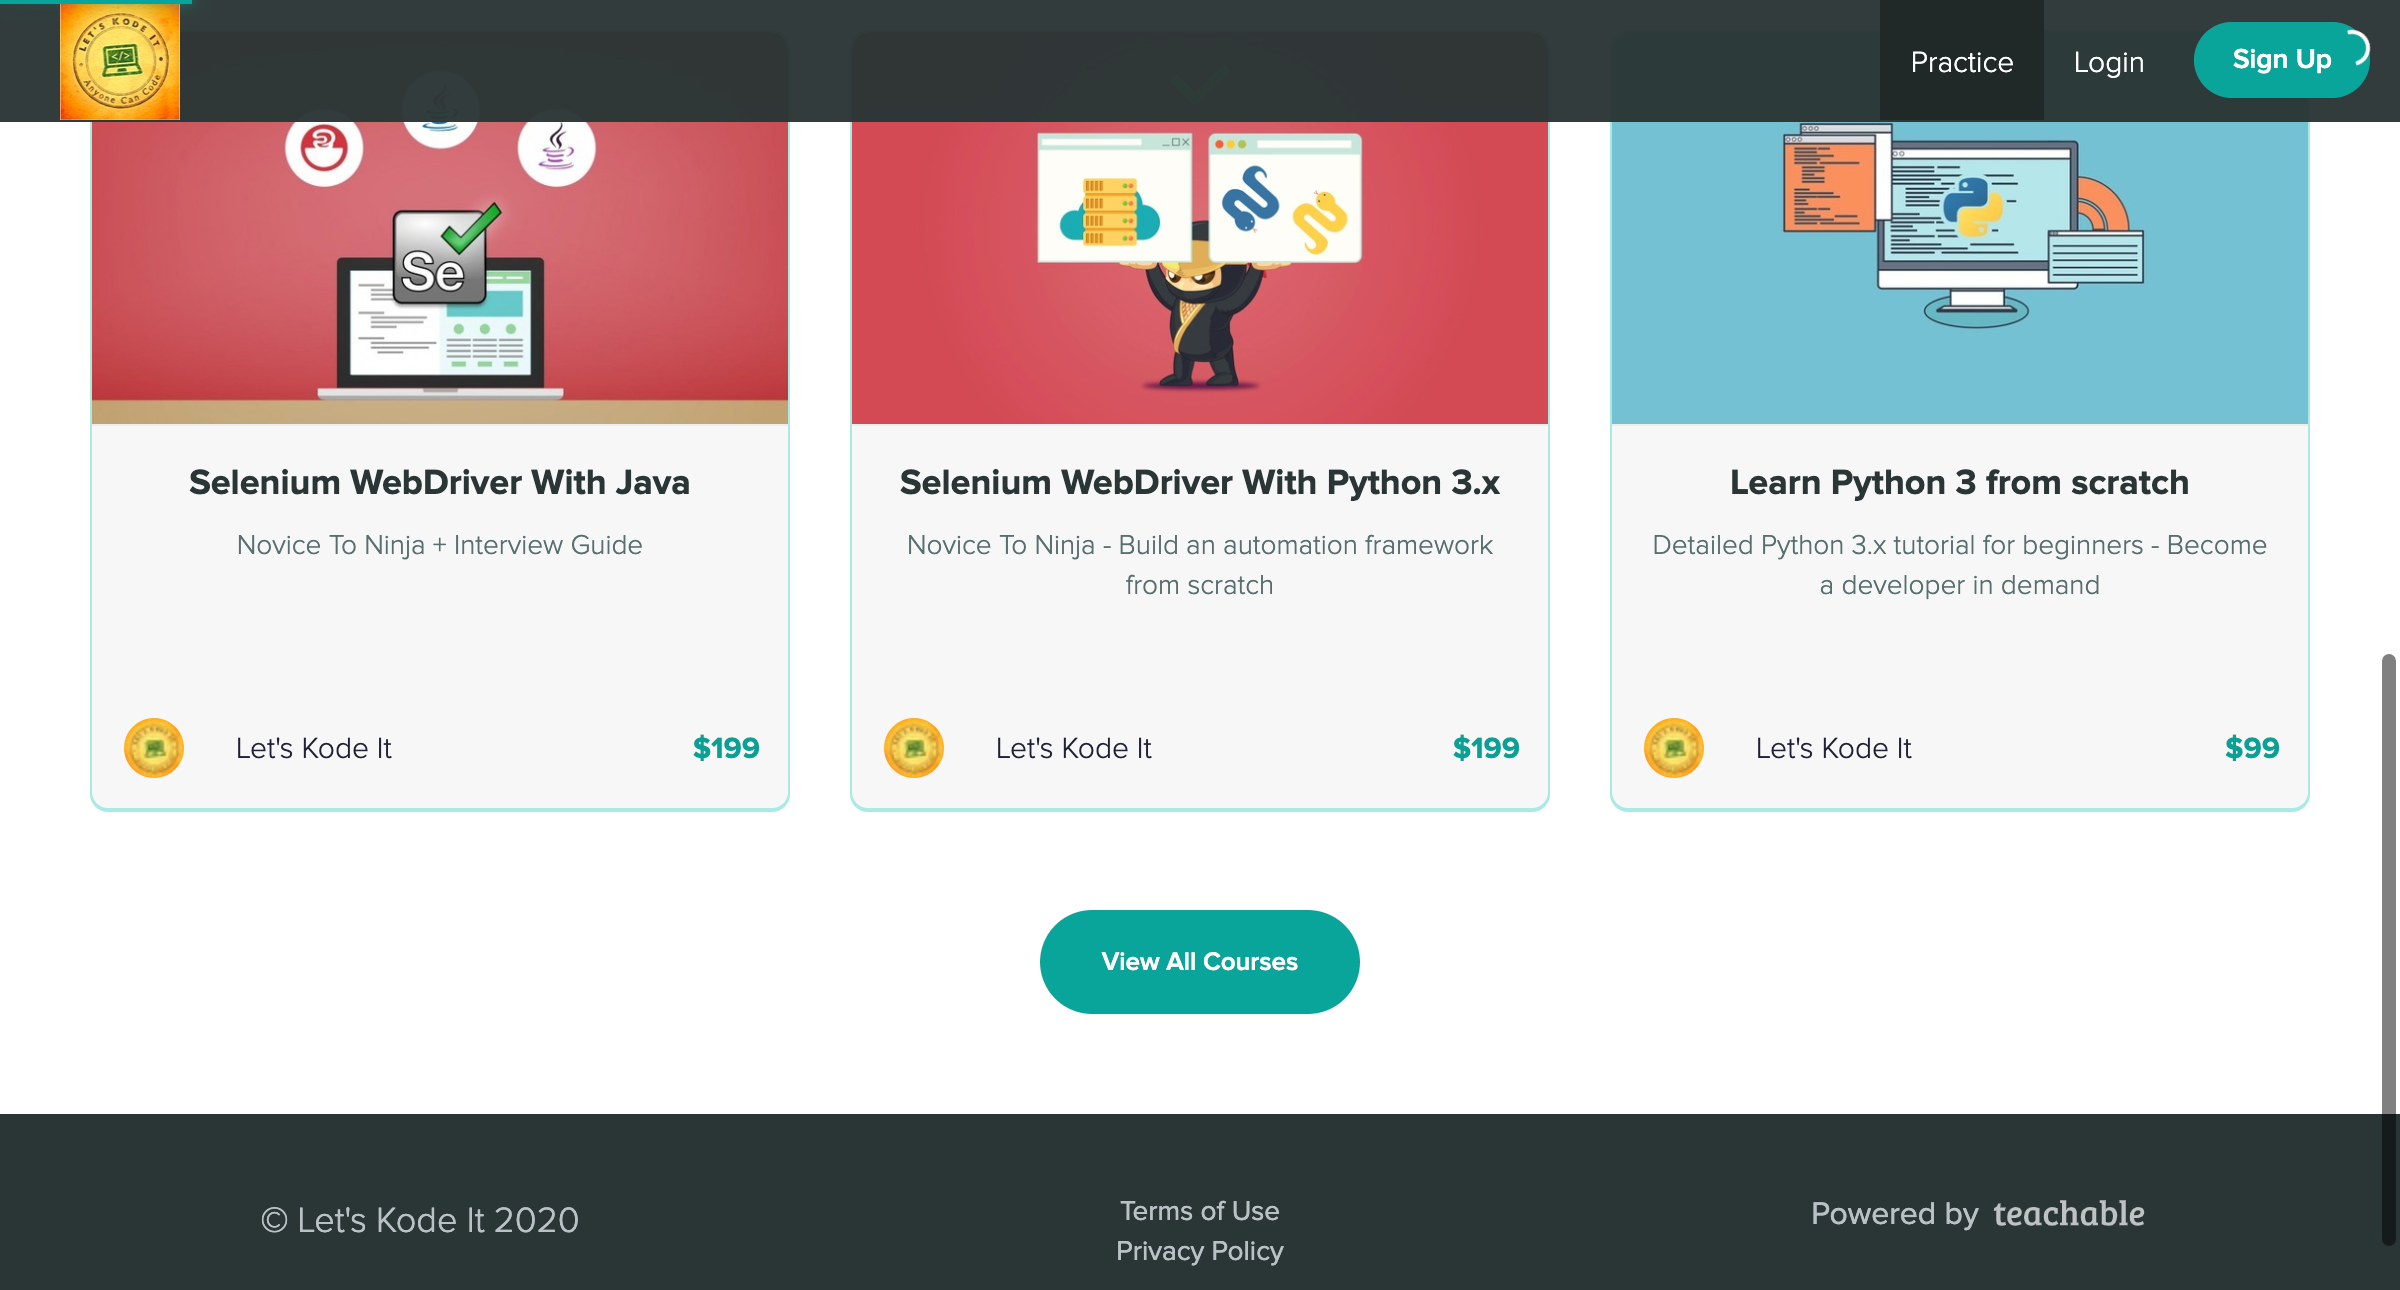 LET'S KODE IT
</>
Anyone Can Code
Practice
Login
Sign Up
Se
Selenium WebDriver With Java
Novice To Ninja + Interview Guide
Let's Kode It
$199
Selenium WebDriver With Python 3.x
Novice To Ninja - Build an automation framework
from scratch
Let's Kode It
$199
Learn Python 3 from scratch
Detailed Python 3.x tutorial for beginners - Become
a developer in demand
Let's Kode It
$99
View All Courses
© Let's Kode It 2020
Terms of Use
Privacy Policy
Powered by teachable